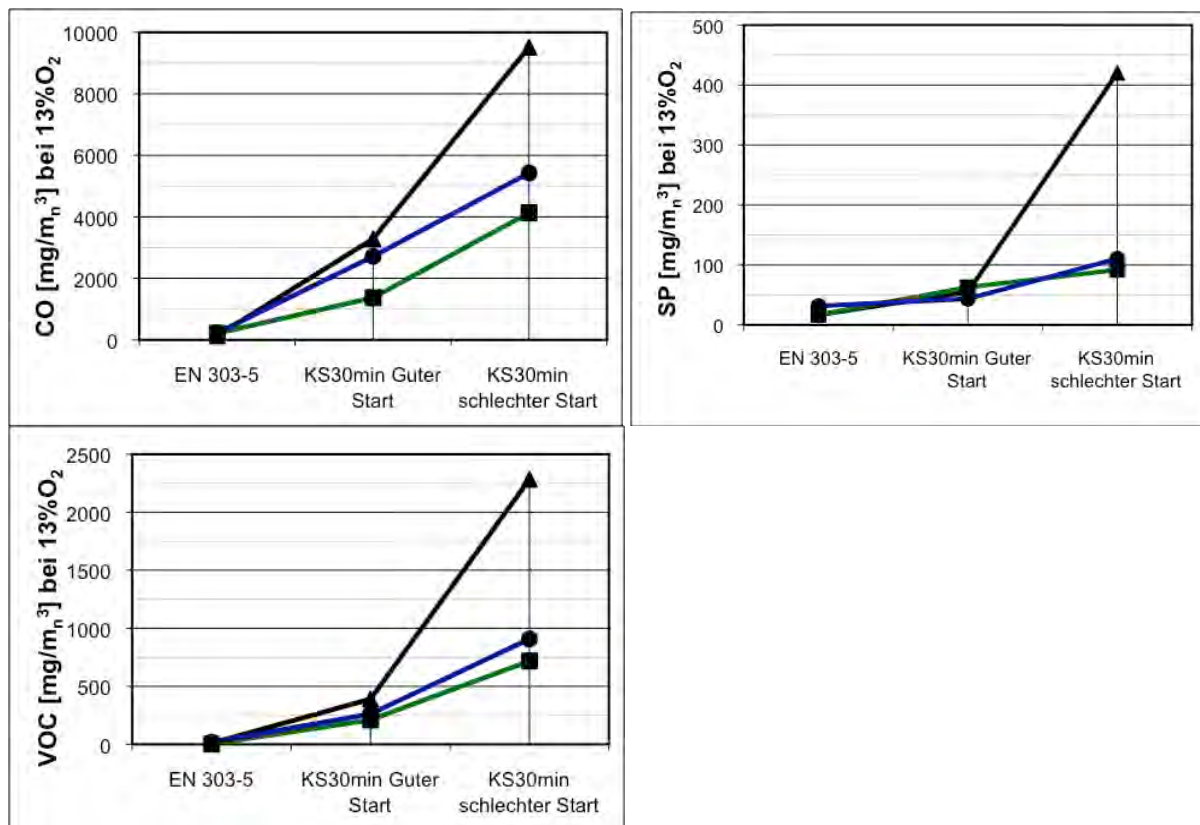 CO [mg/mn3] bei 13%O2
10000
8000
6000
4000
2000
0
EN 303-5
KS30min Guter
Start
KS30min
schlechter Start
SP [mg/mn3] bei 13%O2
500
400
300
200
100
0
EN 303-5
KS30min Guter
Start
KS30min
schlechter Start
VOC [mg/mn3] bei 13%O2
2500
2000
1500
1000
500
0
EN 303-5
KS30min Guter
Start
KS30min
schlechter Start